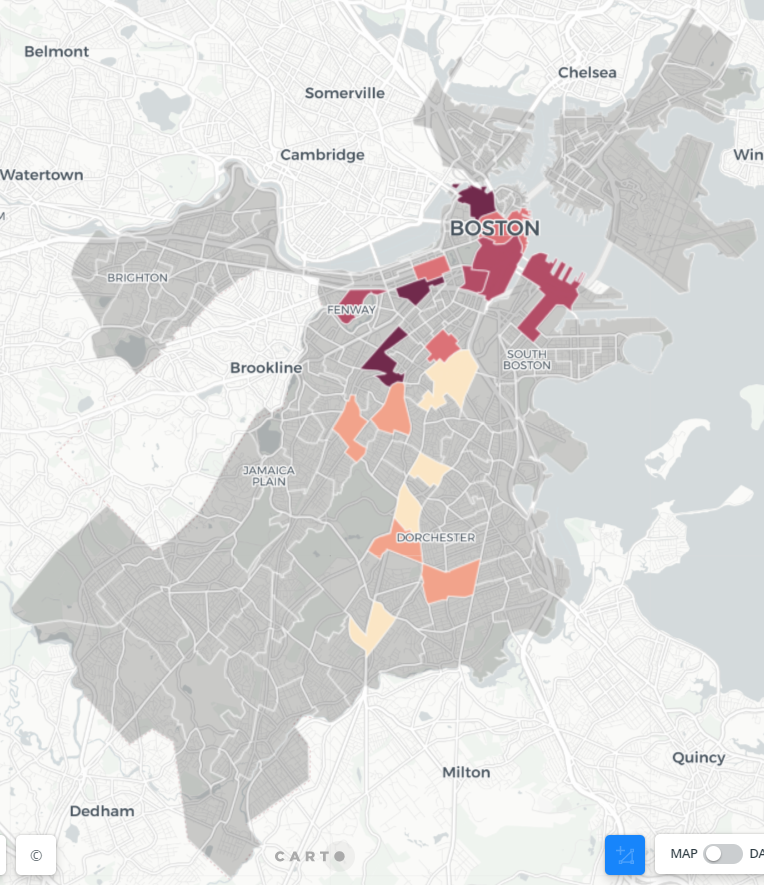 Belmont
Chelsea
Somerville
Cambridge
Win
Watertown
M
BOSTON
BRIGHTON
FENWAY
SOUTH
BOSTON
Brookline
JAMAICA
PLAIN
DORCHESTER
Quincy
Milton
Dedham
©
CARTO
MAP
DA